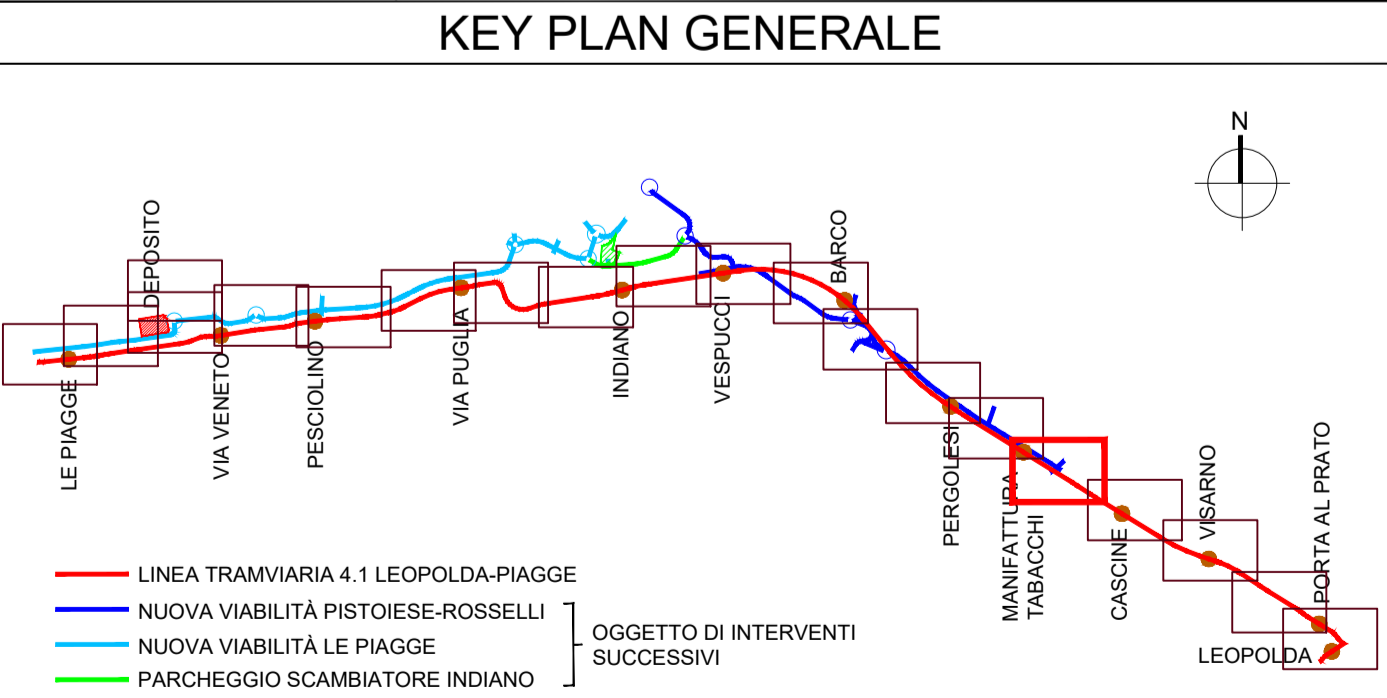 KEY PLAN GENERALE
N
DEPOSITO
LE PIAGGE
VIA VENETO
PESCIOLINO
VIA PUGLIA
INDIANO
VESPUCCI
BARCO
PERGOLESI
MANIFATTURA
TABACCHI
CASCINE
VISARNO
PORTA AL PRATO
LEOPOLDA
LINEA TRAMVIARIA 4.1 LEOPOLDA-PIAGGE
NUOVA VIABILITÀ PISTOIESE-ROSSELLI
NUOVA VIABILITÀ LE PIAGGE
PARCHEGGIO SCAMBIATORE INDIANO
OGGETTO DI INTERVENTI
SUCCESSIVI